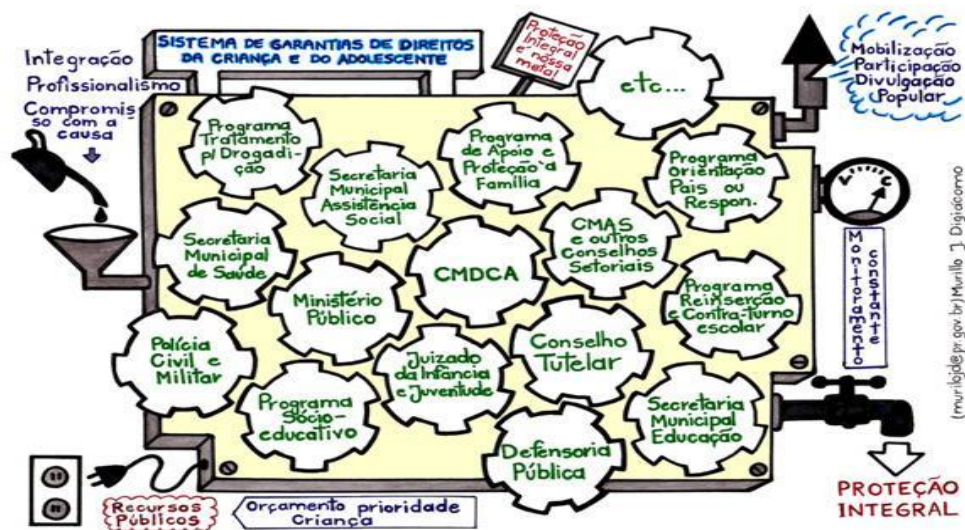 SISTEMA DE GARANTIAS DE DIREITOS
DA CRIANÇA E DO ADOLESCENTE
Proteção
Integral
é nossa
meta!
etc...
Mobilização
Participação
Divulgação
Popular
Integração
Profissionalismo
Compromis
so com a
causa
Programa
Tratamento
p/ Drogadi-
ção
Secretaria
Municipal
Assistência
Social
Programa
de Apoio e
Proteção à
Família
Programa
Orientação
Pais ou
Respon.
Secretaria
Municipal
de Saúde
Ministério
Público
CMDCA
CMAS
e outros
Conselhos
Setoriais
Programa
Reinserção
e Contra-turno
escolar
Polícia
Civil e
Militar
Programa
Sócio-
educativo
Juizado
da Infância
e Juventude
Conselho
Tutelar
Defensoria
Pública
Secretaria
Municipal
Educação
Monitoramento
constante
(murilojd@pr.gov.br) Murillo J. Digiácomo
Recursos
Públicos
Orçamento prioridade
Criança
PROTEÇÃO
INTEGRAL